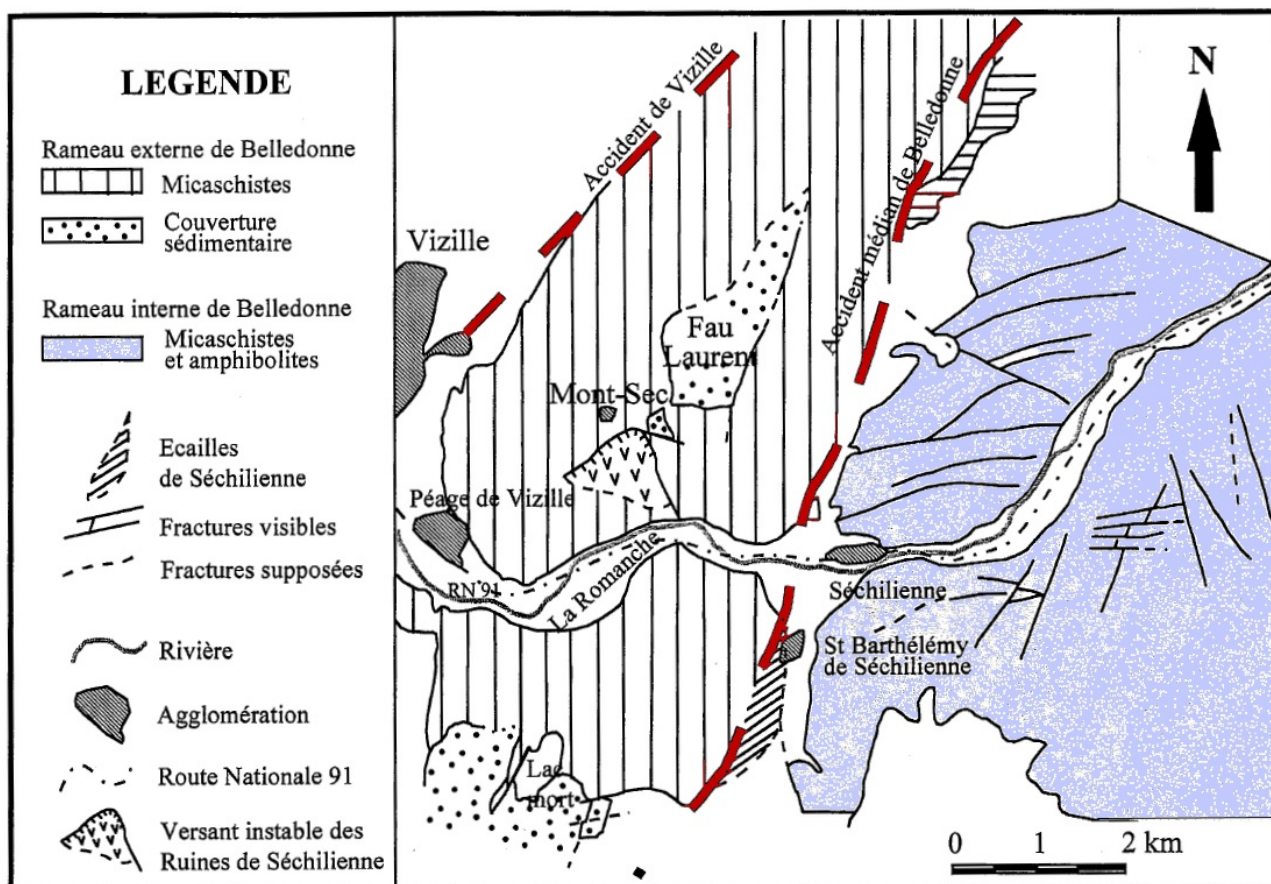 LEGENDE
Rameau externe de Belledonne
Micaschistes
Couverture
sédimentaire
Rameau interne de Belledonne
Micaschistes
et amphibolites
Ecailles
de Séchilienne
Fractures visibles
Fractures supposées
Rivière
Agglomération
Route Nationale 91
Versant instable des
Ruines de Séchilienne
Accident de Vizille
Accident médian de Belledonne
N
Vizille
Fau
Laurent
Mont-Sec
Péage de Vizille
RN 91
La Romanche
Séchilienne
St Barthélémy
de Séchilienne
Lac
mort
0 1 2 km